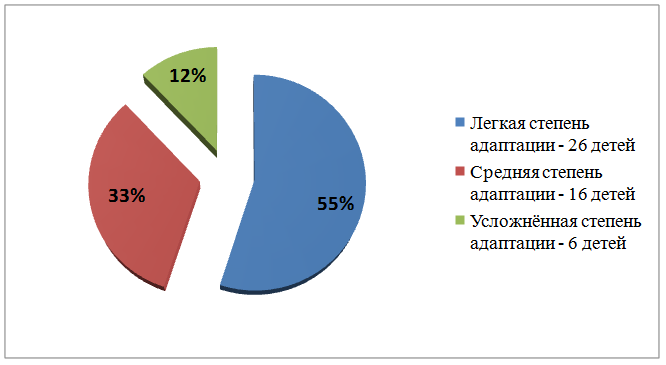 12%
33%
55%
Легкая степень
адаптации - 26 детей
Средняя степень
адаптации - 16 детей
Усложнённая степень
адаптации - 6 детей